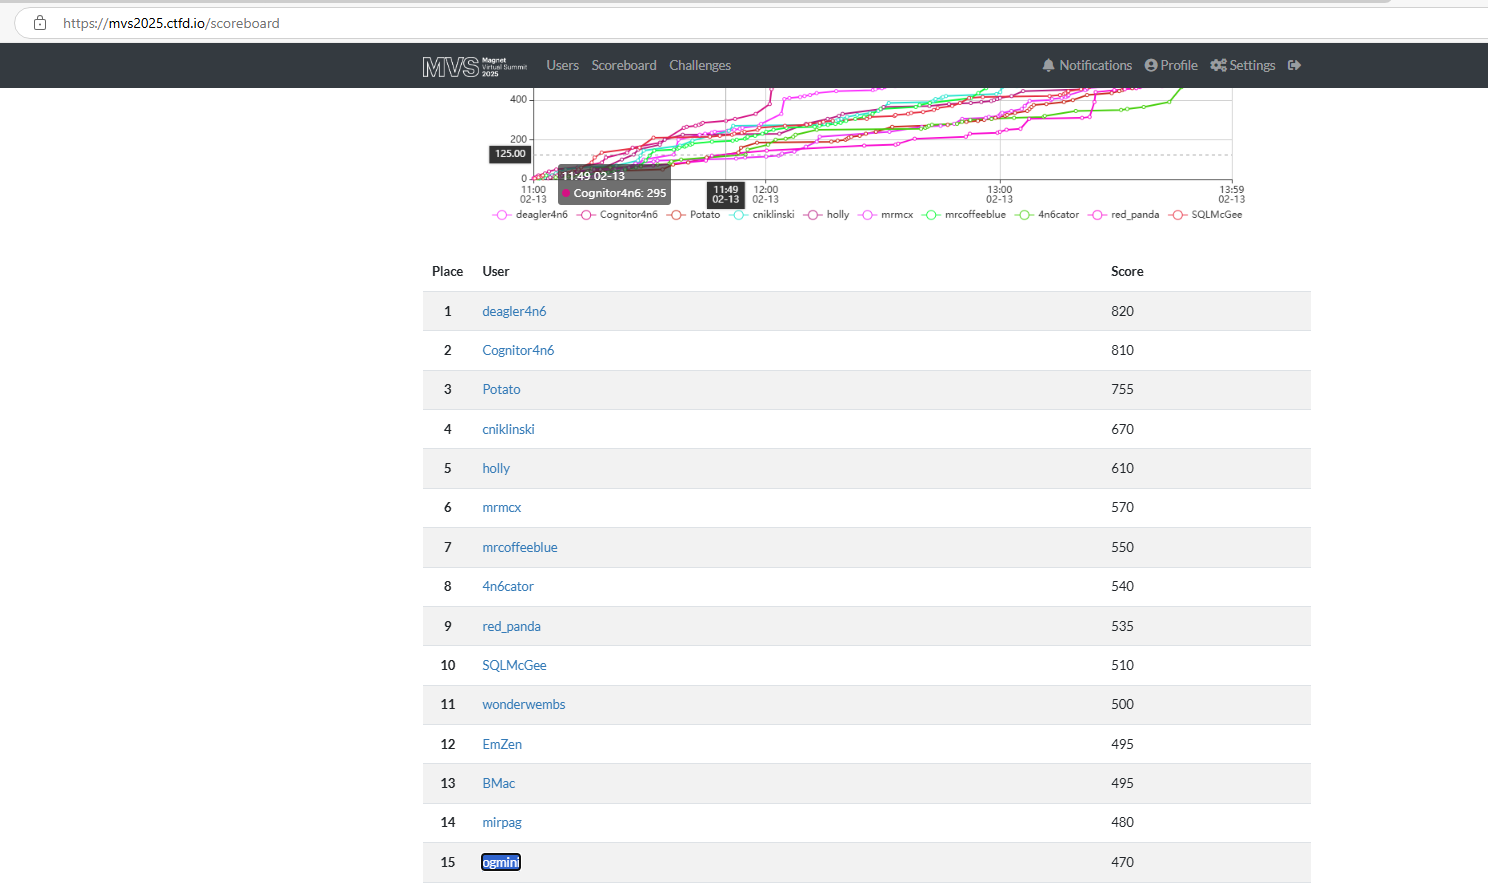 https://mvs2025.ctfd.io/scoreboard
MVS Magnet Virtual Summit 2025 Users Scoreboard Challenges Notifications Profile Settings
400
200
125.00
0
11:49 02-13
Cognitor4n6: 295
11:00 11:49 12:00 13:00 13:59
02-13 02-13 02-13 02-13 02-13
deagler4n6 Cognitor4n6 Potato cniklinski holly mrmcx mrcoffeeblue 4n6cator red_panda SQLMcGee
Place User Score
1 deagler4n6 820
2 Cognitor4n6 810
3 Potato 755
4 cniklinski 670
5 holly 610
6 mrmcx 570
7 mrcoffeeblue 550
8 4n6cator 540
9 red_panda 535
10 SQLMcGee 510
11 wonderwembs 500
12 EmZen 495
13 BMac 495
14 mirpag 480
15 ogmini 470